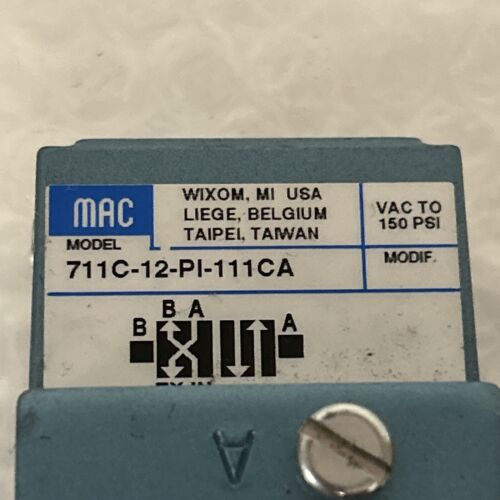 MAC
WIXOM, MI USA
LIEGE, BELGIUM
TAIPEI, TAIWAN
VAC TO
150 PSI
MODEL
711C-12-PI-111CA
MODIF.
B A
B
A
A